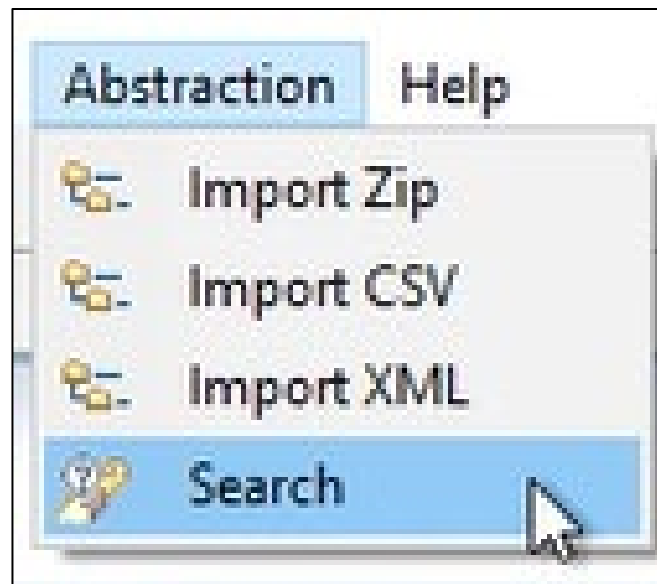 Abstraction Help
Import Zip
Import CSV
Import XML
Search